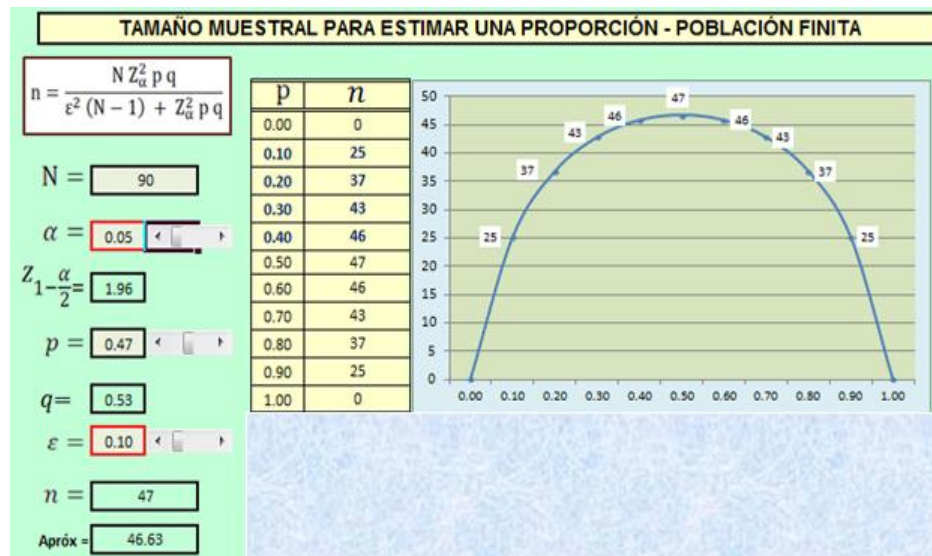 TAMAÑO MUESTRAL PARA ESTIMAR UNA PROPORCIÓN - POBLACIÓN FINITA
n = N Z²α p q / ε² (N − 1) + Z²α p q
N = 90
α = 0.05
Z 1−α/2 = 1.96
p = 0.47
q= 0.53
ε = 0.10
n = 47
Apróx = 46.63
p n
0.00 0
0.10 25
0.20 37
0.30 43
0.40 46
0.50 47
0.60 46
0.70 43
0.80 37
0.90 25
1.00 0
50
45
40
35
30
25
20
15
10
5
0
25 37 43 46 47 46 43 37 25
0.00 0.10 0.20 0.30 0.40 0.50 0.60 0.70 0.80 0.90 1.00